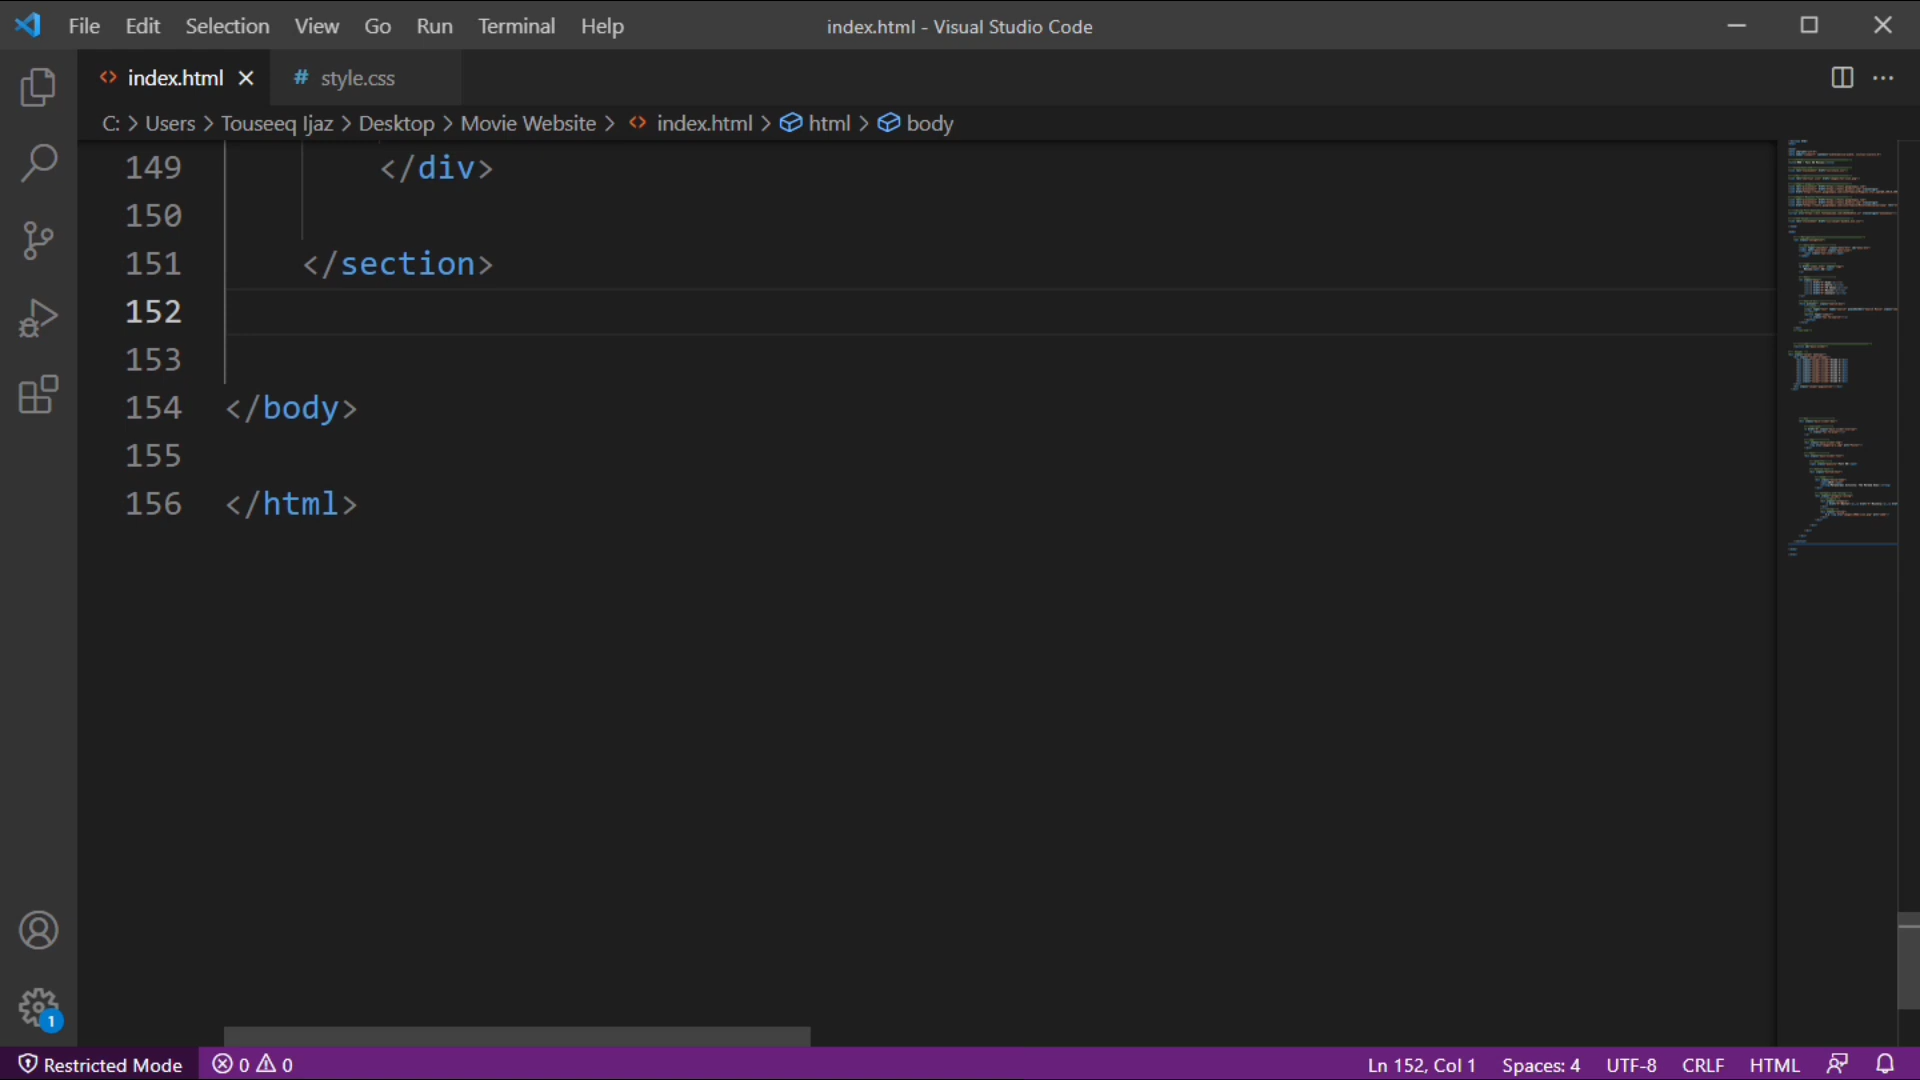 File Edit Selection View Go Run Terminal Help index.html - Visual Studio Code
index.html style.css
C: > Users > Touseeq Ijaz > Desktop > Movie Website > index.html > html > body
149 </div>
150
151 </section>
152
153
154 </body>
155
156 </html>
1
Restricted Mode 0 0 Ln 152, Col 1 Spaces: 4 UTF-8 CRLF HTML